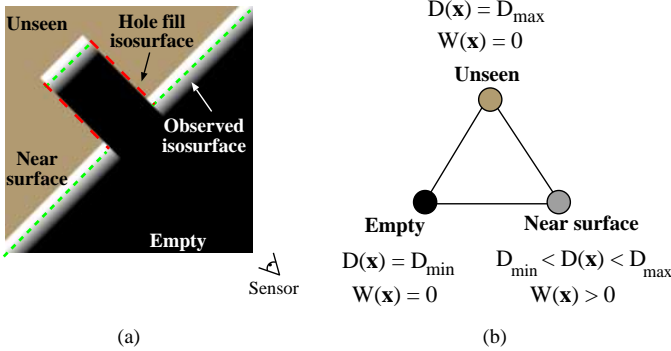 Unseen
Hole fill
isosurface
Observed
isosurface
Near
surface
Empty
Sensor
(a)
D(x) = Dmax
W(x) = 0
Unseen
Empty
Near surface
D(x) = Dmin
W(x) = 0
Dmin < D(x) < Dmax
W(x) > 0
(b)